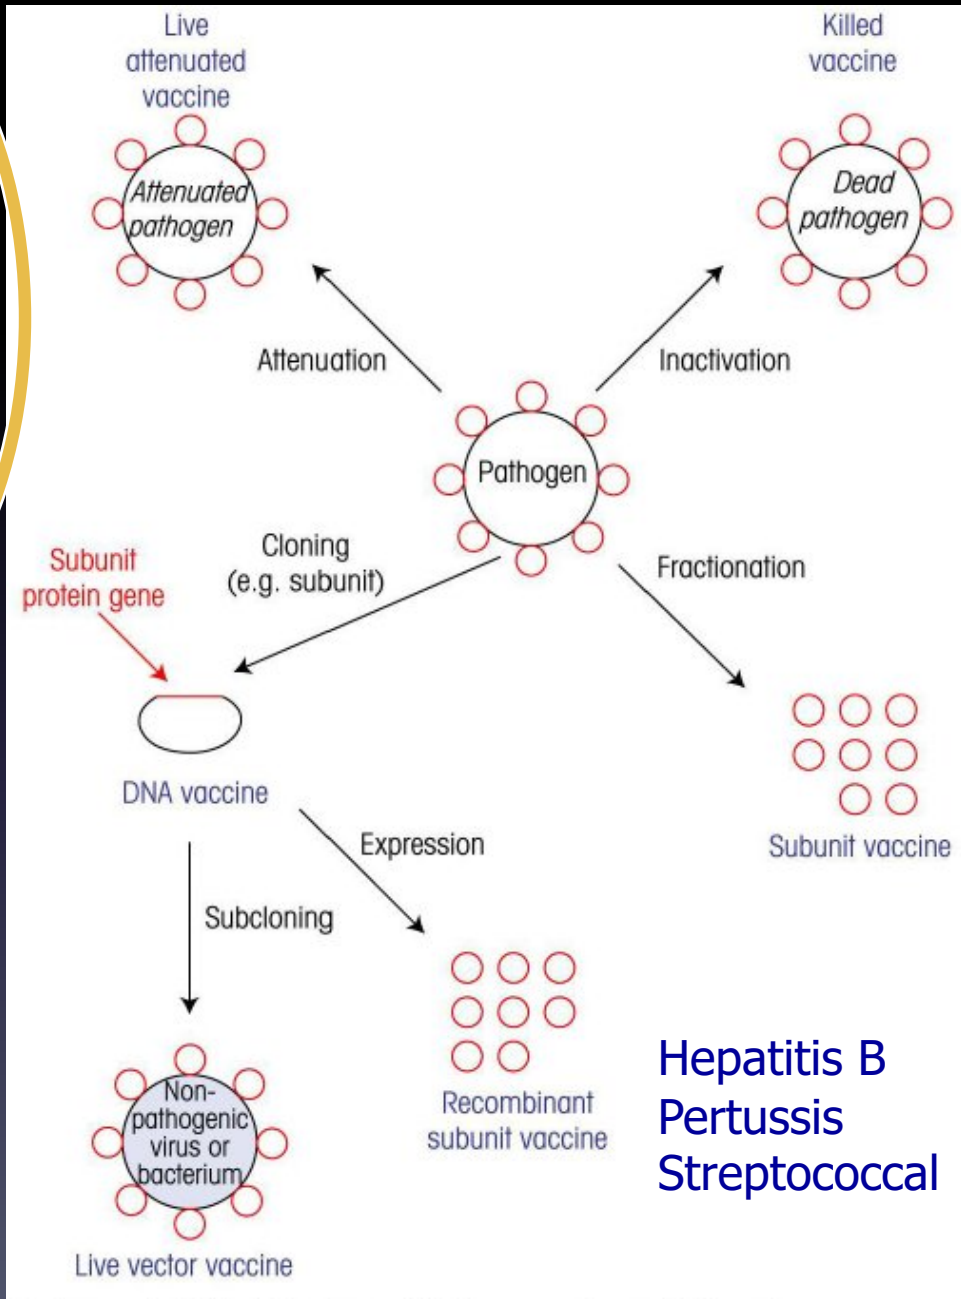 Live
attenuated
vaccine
Killed
vaccine
Attenuated
pathogen
Dead
pathogen
Attenuation
Inactivation
Pathogen
Cloning
(e.g. subunit)
Subunit
protein gene
Fractionation
DNA vaccine
Subunit vaccine
Expression
Subcloning
Non-
pathogenic
virus or
bacterium
Recombinant
subunit vaccine
Hepatitis B
Pertussis
Streptococcal
Live vector vaccine